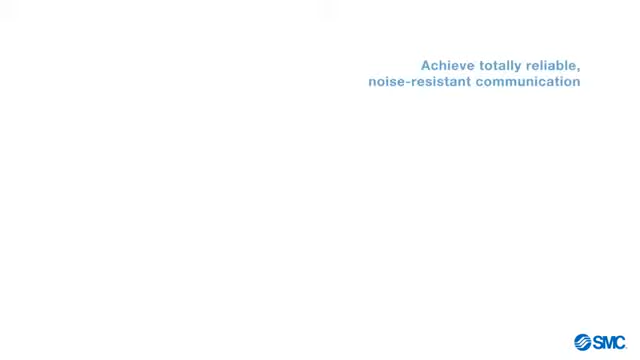 Achieve totally reliable,
noise-resistant communication
SMC